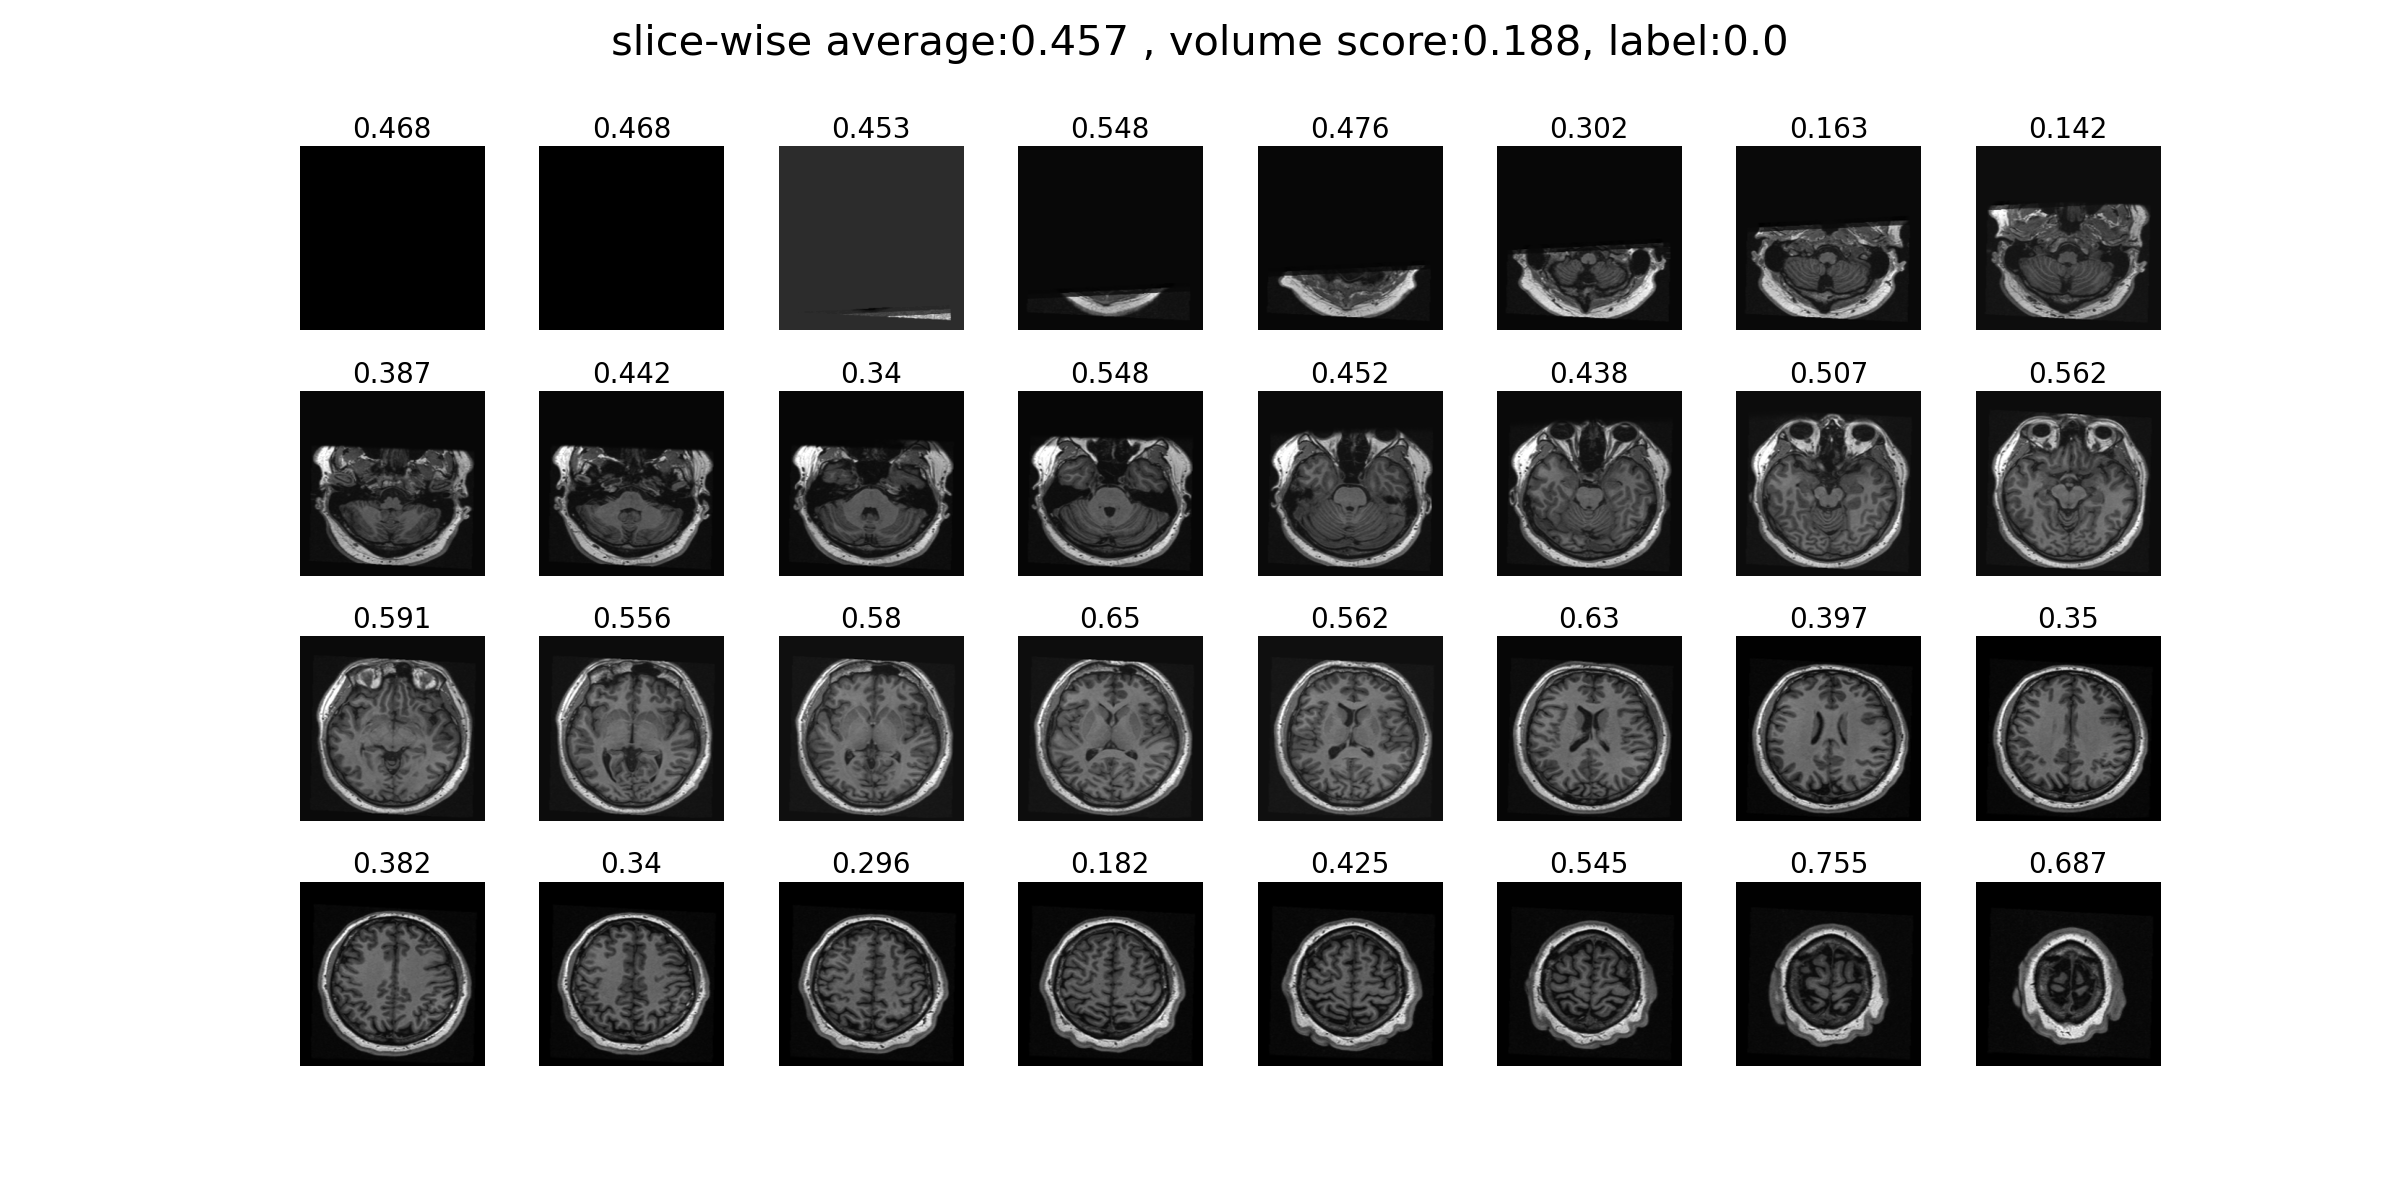 slice-wise average:0.457 , volume score:0.188, label:0.0
0.468 0.468 0.453 0.548 0.476 0.302 0.163 0.142
0.387 0.442 0.34 0.548 0.452 0.438 0.507 0.562
0.591 0.556 0.58 0.65 0.562 0.63 0.397 0.35
0.382 0.34 0.296 0.182 0.425 0.545 0.755 0.687